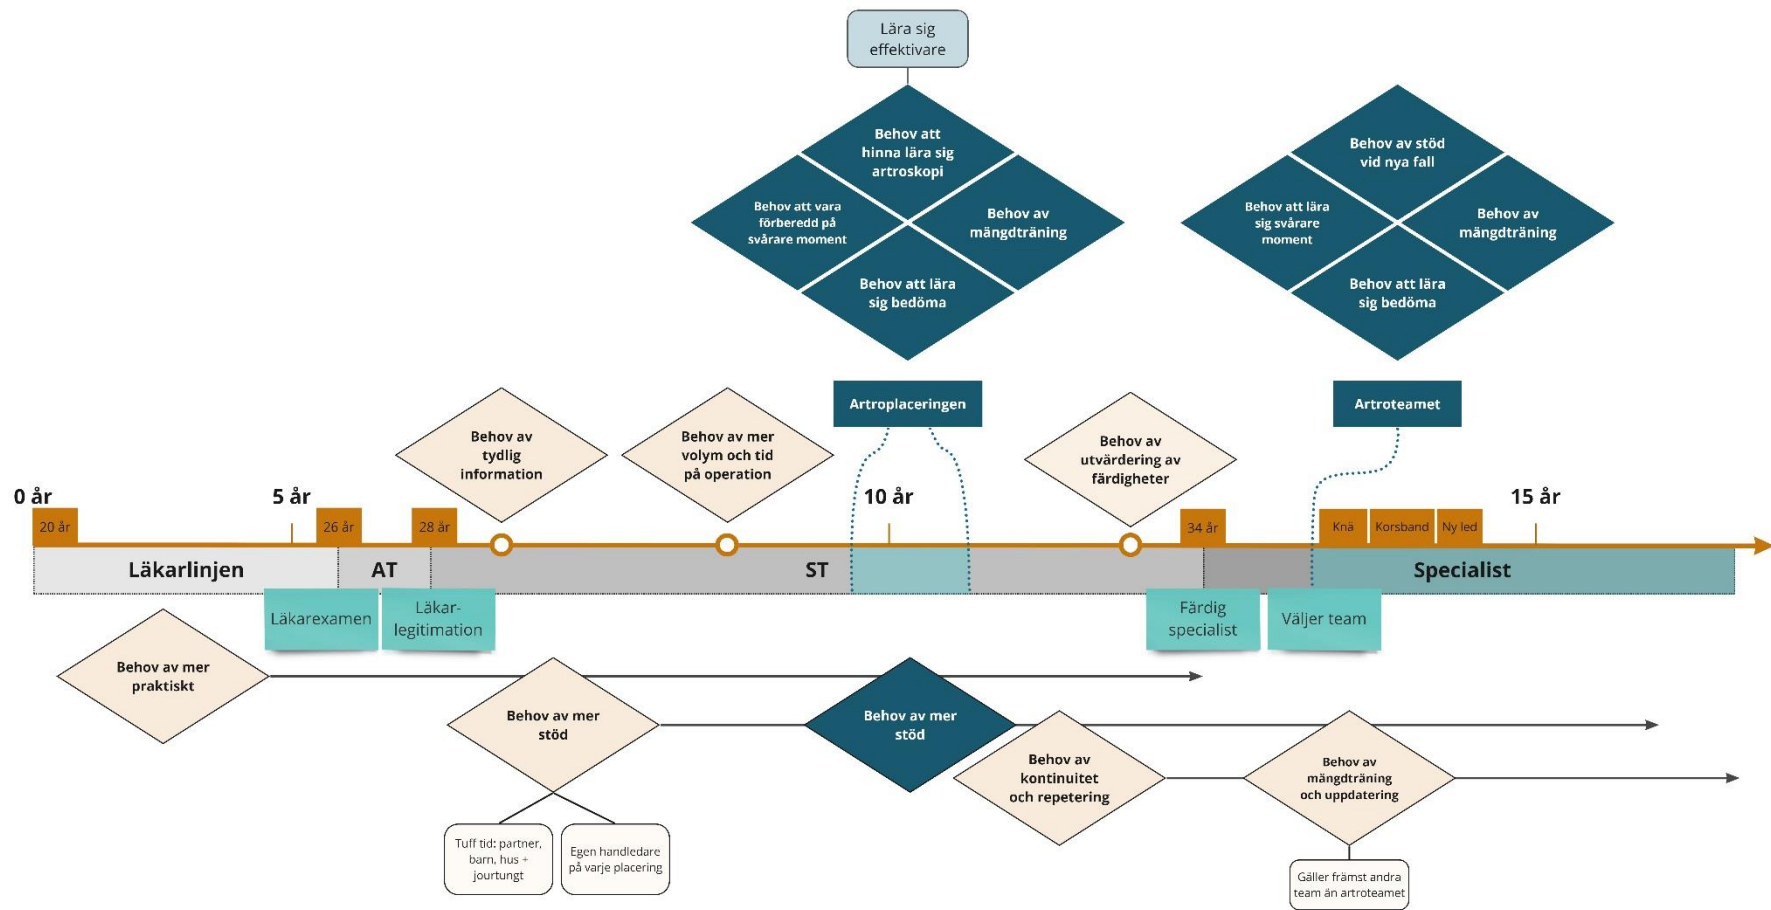 Lära sig
effektivare
Behov att
hinna lära sig
artroskopi
Behov att vara
förberedd på
svårare moment
Behov av
mängdträning
Behov att lära
sig bedöma
Behov av stöd
vid nya fall
Behov att lära
sig svårare
moment
Behov av
mängdträning
Behov att lära
sig bedöma
Artroplaceringen
Artroteamet
Behov av
tydlig
information
Behov av mer
volym och tid
på operation
Behov av
utvärdering av
färdigheter
0 år
5 år
10 år
15 år
20 år
26 år
28 år
34 år
Knä
Korsband
Ny led
Läkarlinjen
AT
ST
Specialist
Läkarexamen
Läkar-
legitimation
Färdig
specialist
Väljer team
Behov av mer
praktiskt
Behov av mer
stöd
Behov av mer
stöd
Behov av
kontinuitet
och repetering
Behov av
mängdträning
och uppdatering
Tuff tid: partner,
barn, hus +
jourtungt
Egen handledare
på varje placering
Gäller främst andra
team än artroteamet